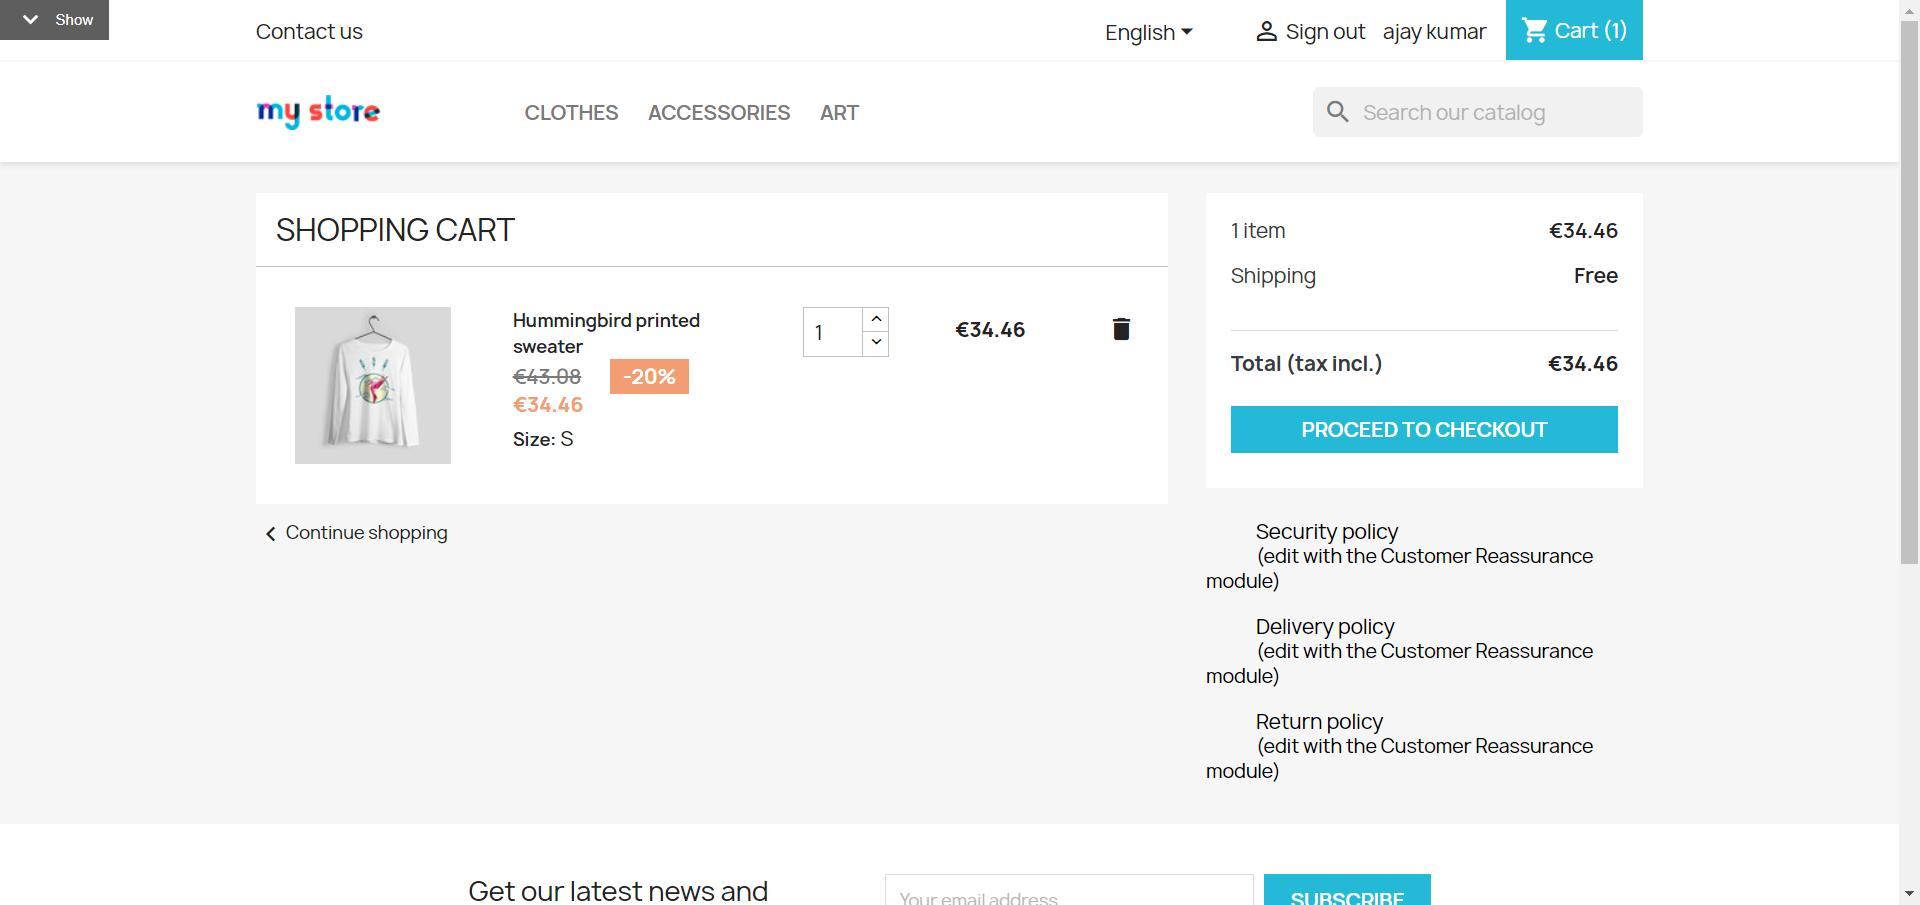 Show
Contact us
English
Sign out
ajay kumar
Cart (1)
my store
CLOTHES
ACCESSORIES
ART
Search our catalog
SHOPPING CART
Hummingbird printed
sweater
€43.08
-20%
€34.46
Size: S
1
€34.46
Continue shopping
1 item
€34.46
Shipping
Free
Total (tax incl.)
€34.46
PROCEED TO CHECKOUT
Security policy
(edit with the Customer Reassurance
module)
Delivery policy
(edit with the Customer Reassurance
module)
Return policy
(edit with the Customer Reassurance
module)
Get our latest news and
Your email address
SUBSCRIBE